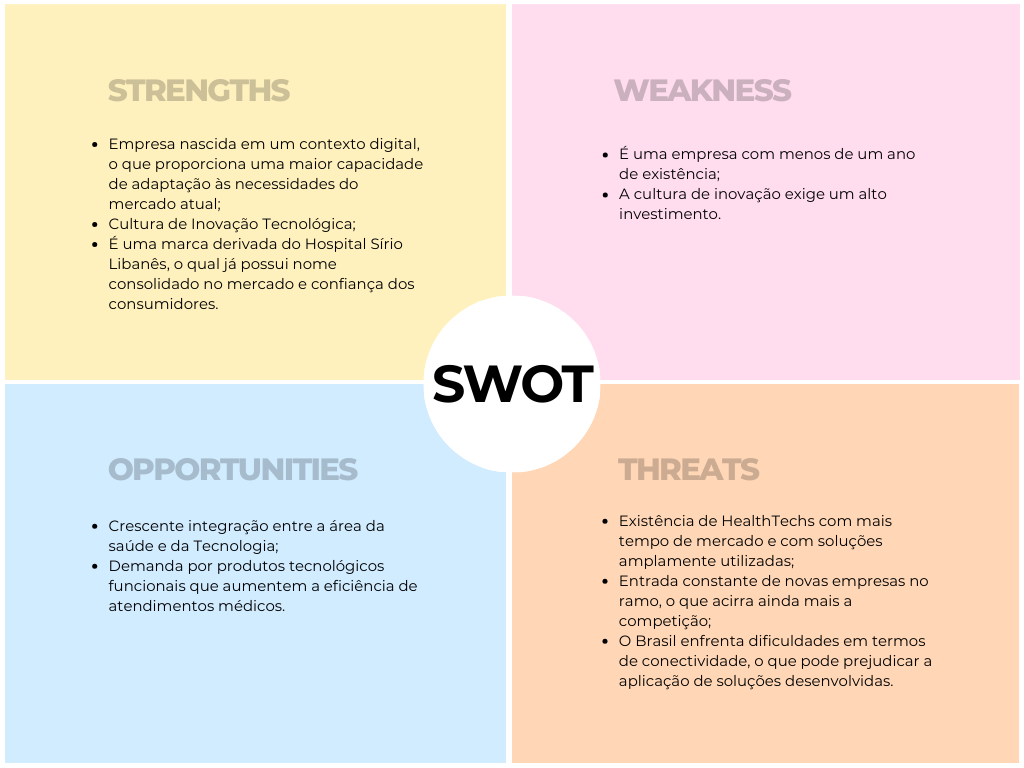 STRENGTHS
• Empresa nascida em um contexto digital,
o que proporciona uma maior capacidade
de adaptação às necessidades do
mercado atual;
• Cultura de Inovação Tecnológica;
• É uma marca derivada do Hospital Sírio
Libanês, o qual já possui nome
consolidado no mercado e confiança dos
consumidores.
WEAKNESS
• É uma empresa com menos de um ano
de existência;
• A cultura de inovação exige um alto
investimento.
SWOT
OPPORTUNITIES
• Crescente integração entre a área da
saúde e da Tecnologia;
• Demanda por produtos tecnológicos
funcionais que aumentem a eficiência de
atendimentos médicos.
THREATS
• Existência de HealthTechs com mais
tempo de mercado e com soluções
amplamente utilizadas;
• Entrada constante de novas empresas no
ramo, o que acirra ainda mais a
competição;
• O Brasil enfrenta dificuldades em termos
de conectividade, o que pode prejudicar a
aplicação de soluções desenvolvidas.